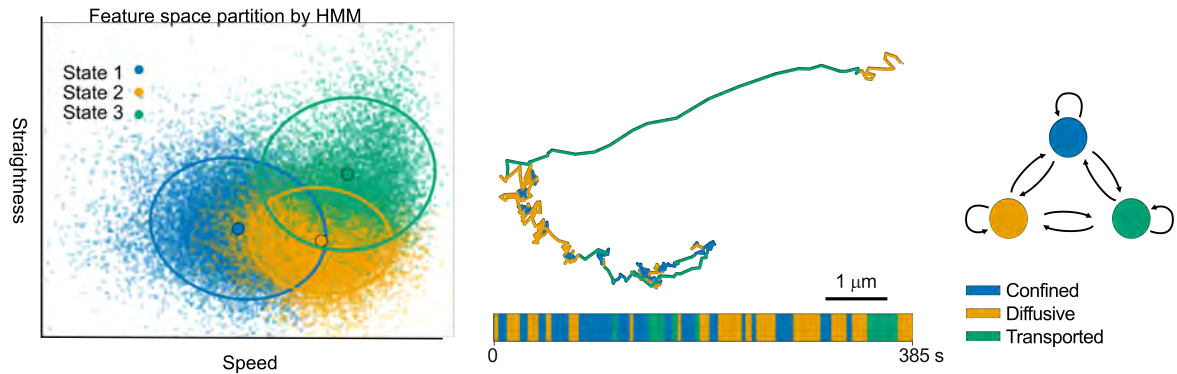 Feature space partition by HMM
State 1
State 2
State 3
Straightness
Speed
1 μm
0
385 s
Confined
Diffusive
Transported